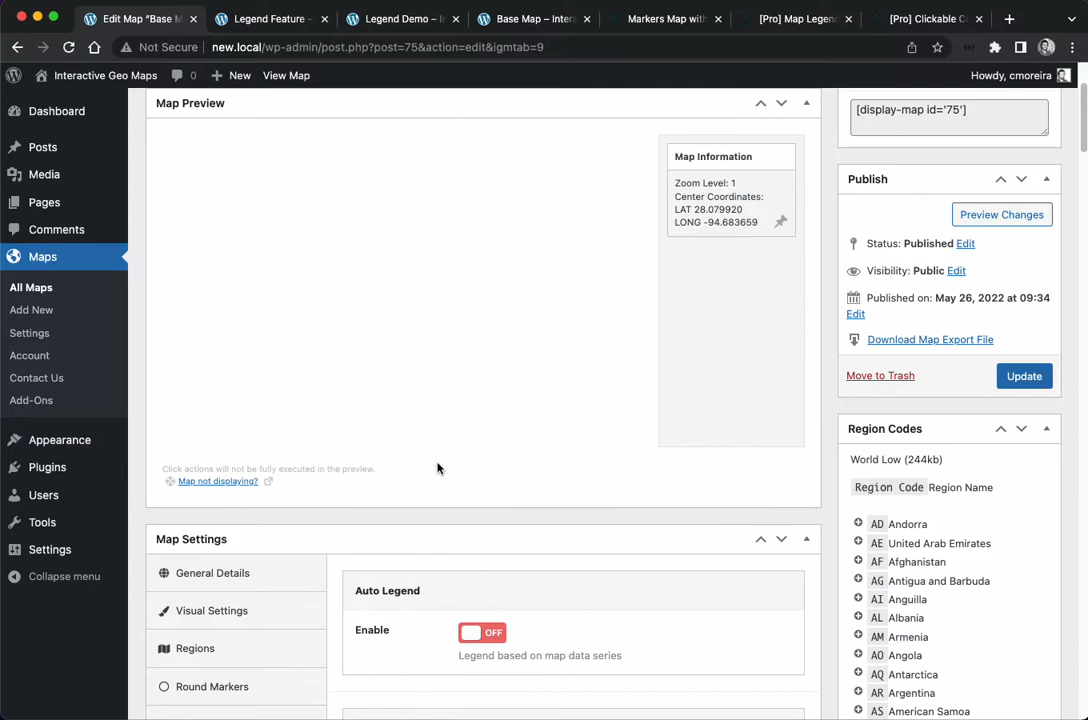 Edit Map "Base M
Legend Feature –
Legend Demo – In
Base Map – Intera
Markers Map with
[Pro] Map Legend
[Pro] Clickable Co
Not Secure
new.local/wp-admin/post.php?post=75&action=edit&igmtab=9
Interactive Geo Maps
0
New
View Map
Howdy, cmoreira
Dashboard
Posts
Media
Pages
Comments
Maps
All Maps
Add New
Settings
Account
Contact Us
Add-Ons
Appearance
Plugins
Users
Tools
Settings
Collapse menu
Map Preview
Map Information
Zoom Level: 1
Center Coordinates:
LAT 28.079920
LONG -94.683659
Click actions will not be fully executed in the preview.
Map not displaying?
Map Settings
General Details
Visual Settings
Regions
Round Markers
Auto Legend
Enable
OFF
Legend based on map data series
[display-map id='75']
Publish
Preview Changes
Status: Published Edit
Visibility: Public Edit
Published on: May 26, 2022 at 09:34
Edit
Download Map Export File
Move to Trash
Update
Region Codes
World Low (244kb)
Region Code Region Name
AD Andorra
AE United Arab Emirates
AF Afghanistan
AG Antigua and Barbuda
AI Anguilla
AL Albania
AM Armenia
AO Angola
AQ Antarctica
AR Argentina
AS American Samoa